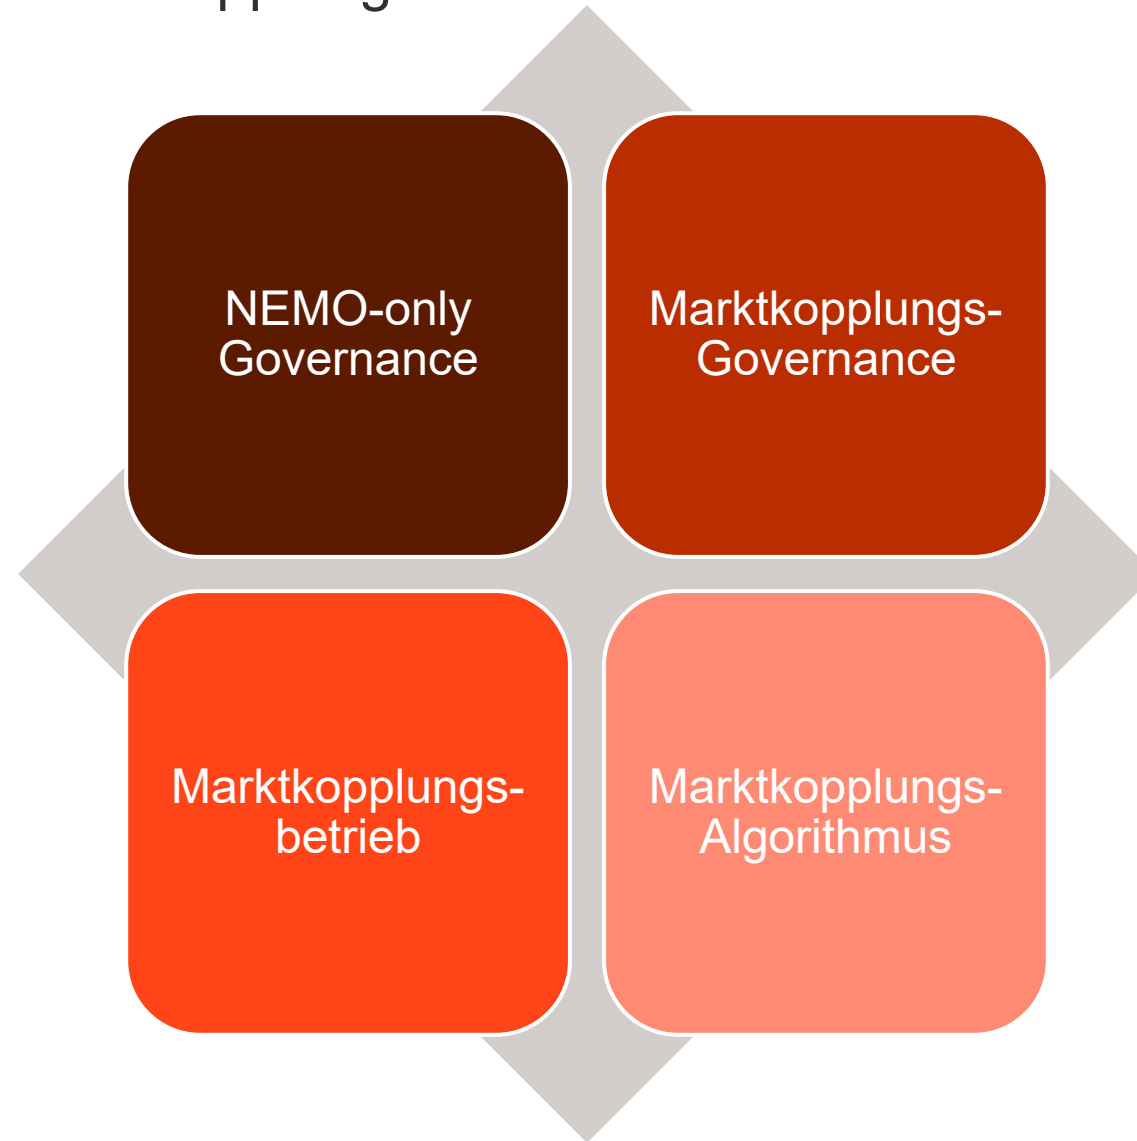 NEMO-only
Governance
Marktkopplungs-
Governance
Marktkopplungs-
betrieb
Marktkopplungs-
Algorithmus